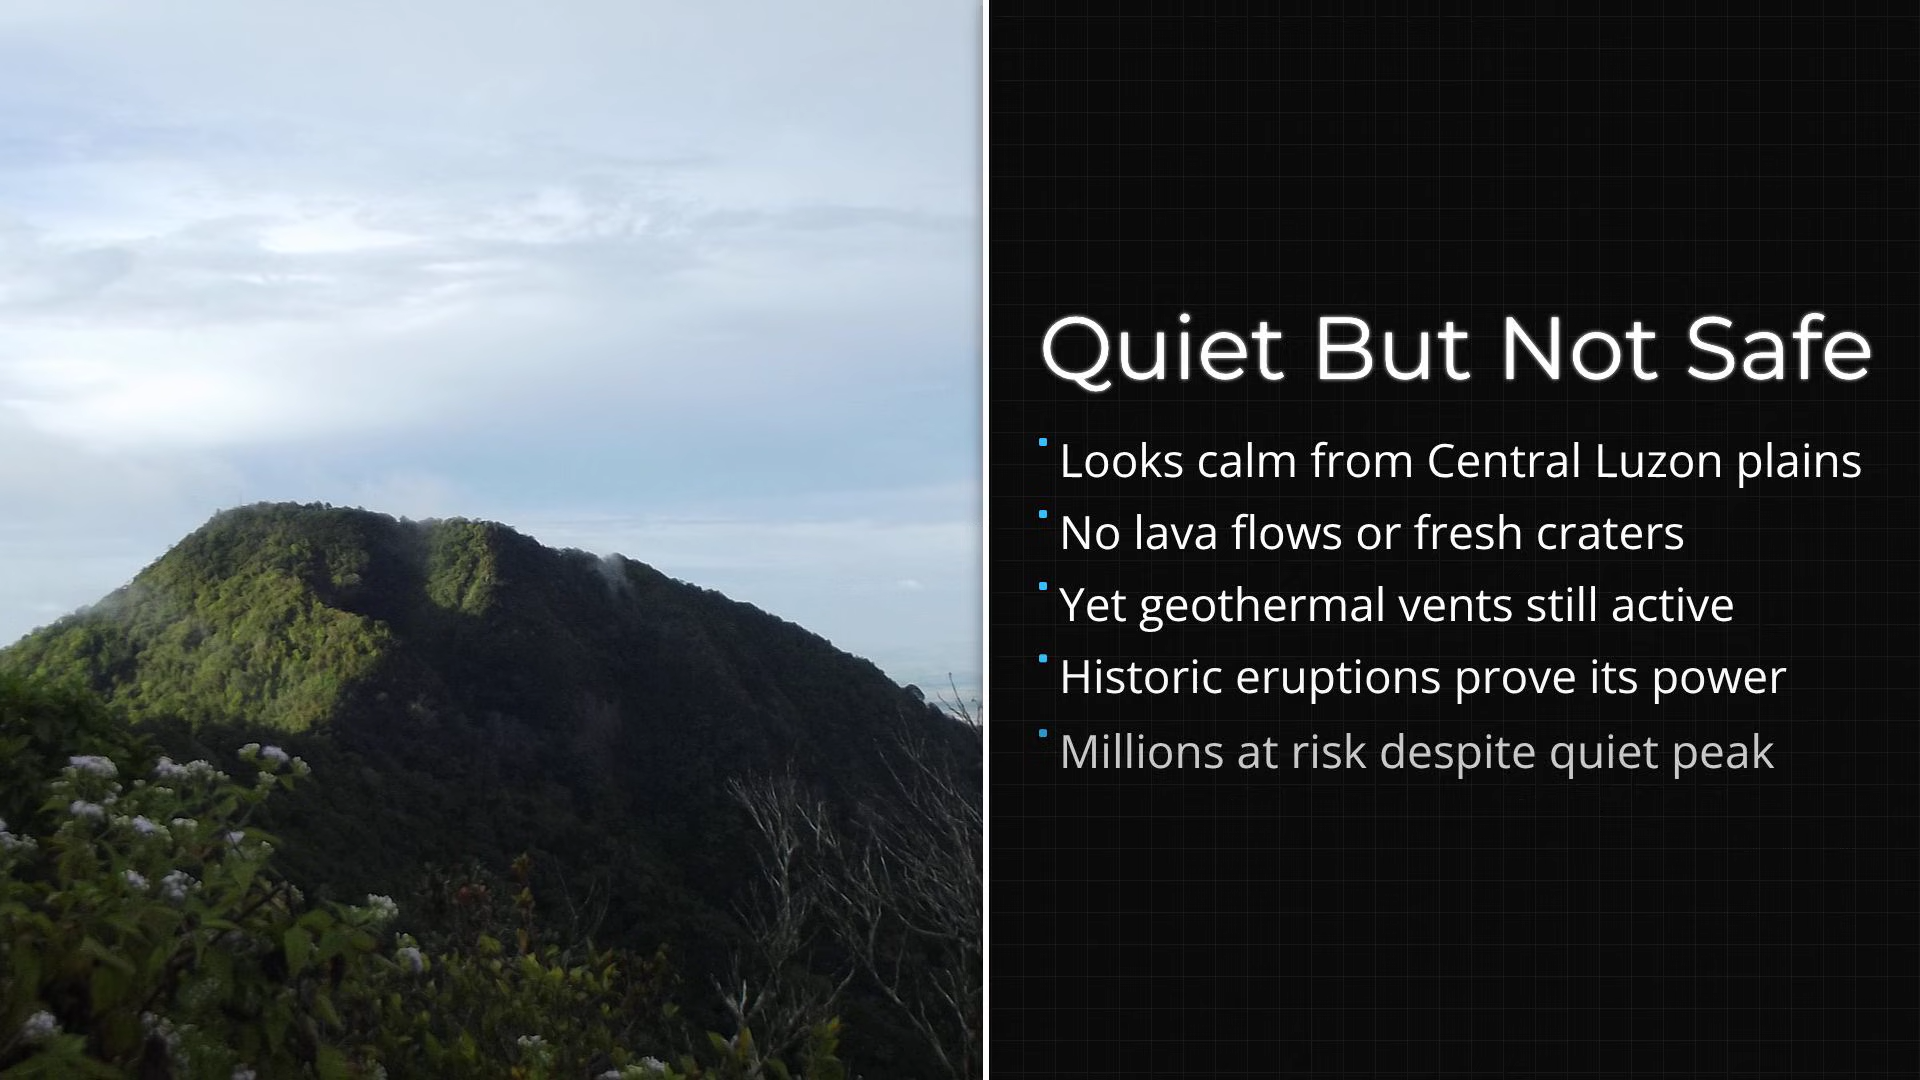 Quiet But Not Safe
Looks calm from Central Luzon plains
No lava flows or fresh craters
Yet geothermal vents still active
Historic eruptions prove its power
Millions at risk despite quiet peak